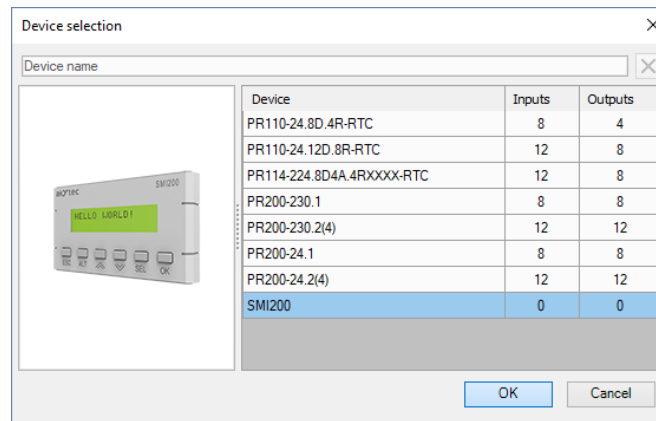 Device selection
Device name
akytec
SMI200
HELLO WORLD!
ESC ALT SEL OK
Device Inputs Outputs
PR110-24.8D.4R-RTC 8 4
PR110-24.12D.8R-RTC 12 8
PR114-224.8D4A.4RXXXX-RTC 12 8
PR200-230.1 8 8
PR200-230.2(4) 12 12
PR200-24.1 8 8
PR200-24.2(4) 12 12
SMI200 0 0
OK Cancel